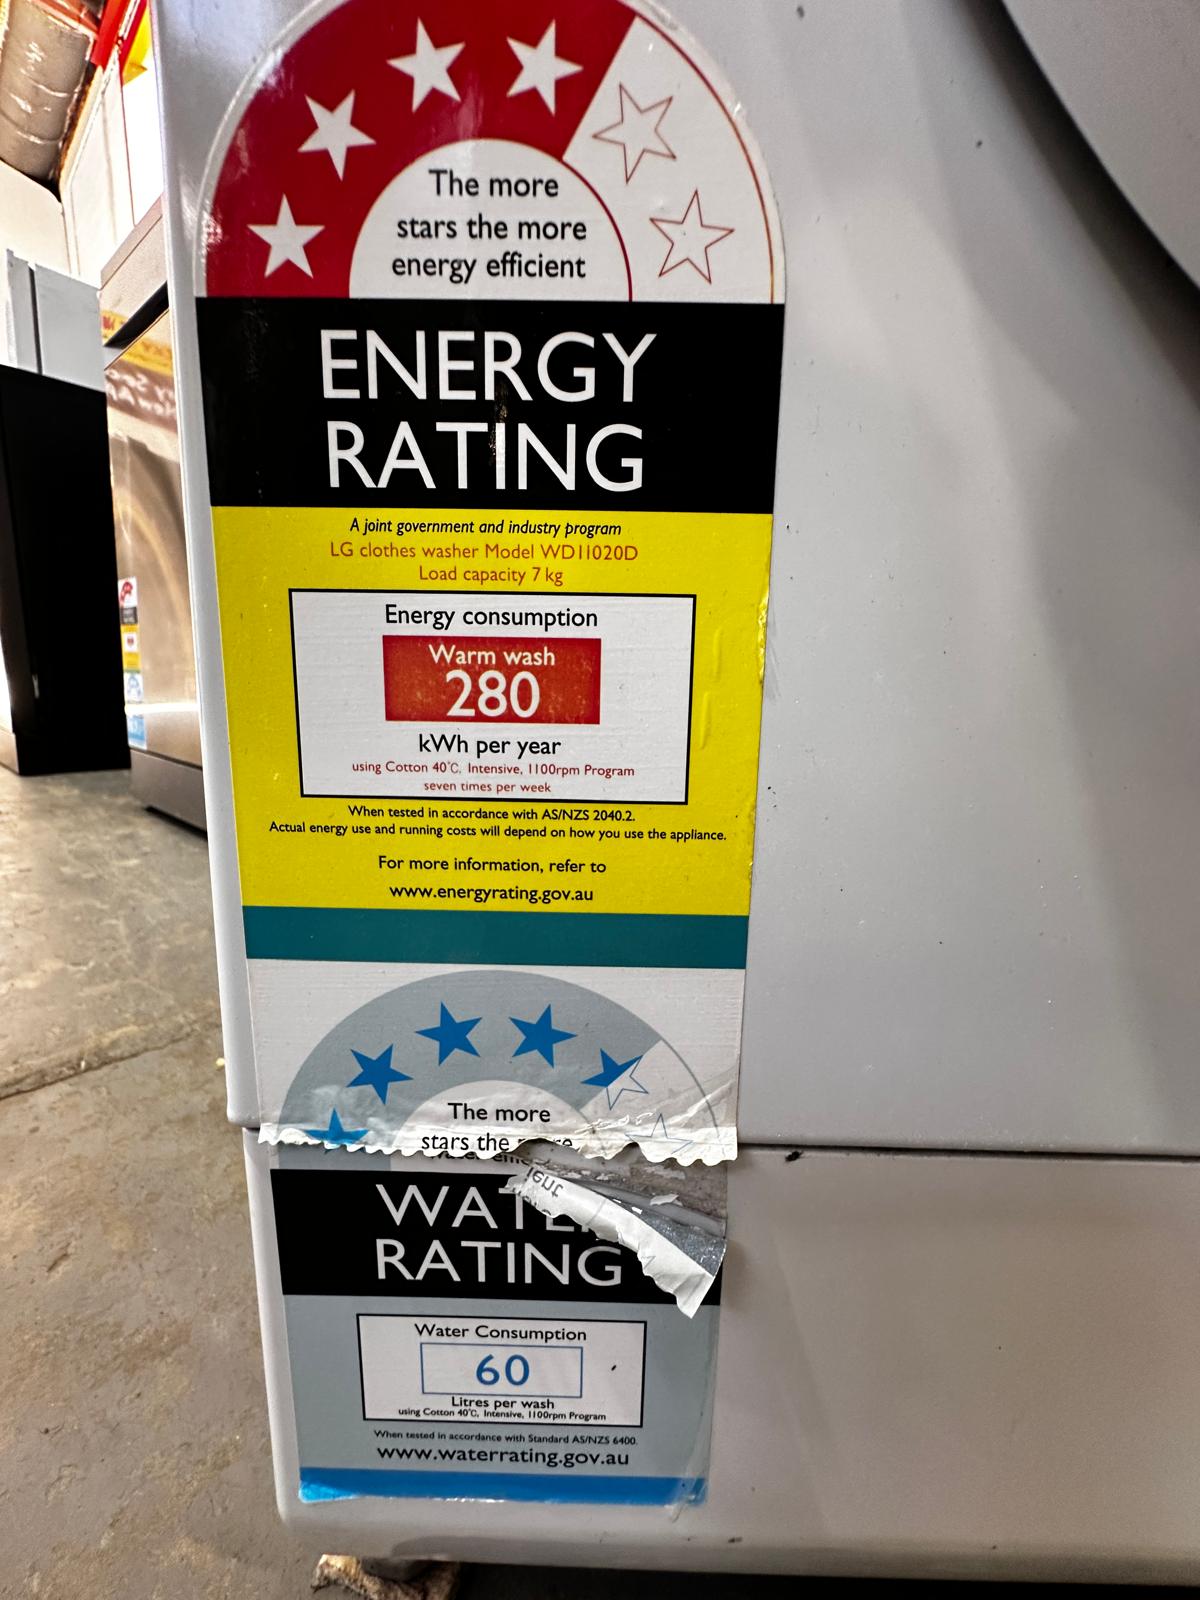 The more
stars the more
energy efficient
ENERGY
RATING
A joint government and industry program
LG clothes washer Model WD11020D
Load capacity 7 kg
Energy consumption
Warm wash
280
kWh per year
using Cotton 40°C, Intensive, 1100rpm Program
seven times per week
When tested in accordance with AS/NZS 2040.2.
Actual energy use and running costs will depend on how you use the appliance.
For more information, refer to
www.energyrating.gov.au
The more
stars the
WATER
RATING
Water Consumption
60
Litres per wash
using Cotton 40°C, Intensive, 1100rpm Program
When tested in accordance with Standard AS/NZS 6400.
www.waterrating.gov.au